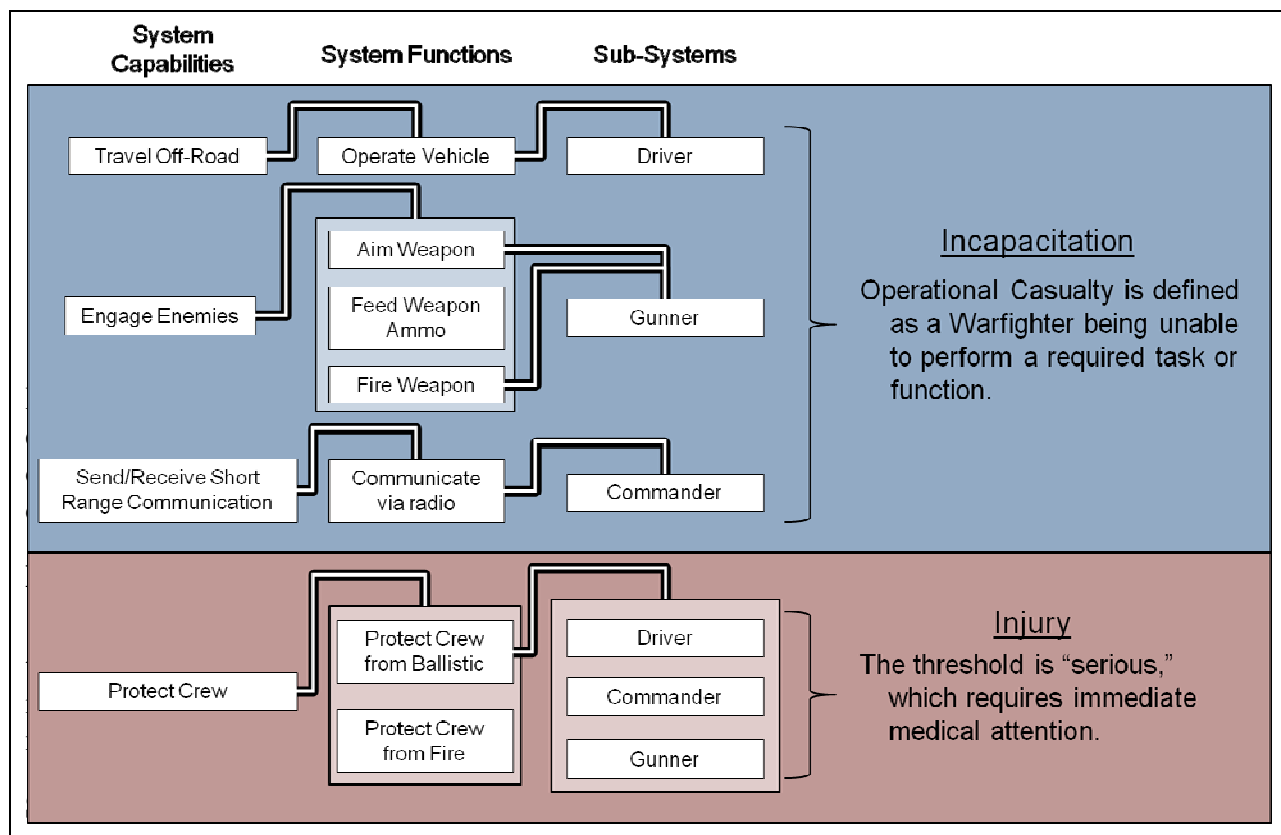 System
Capabilities
System Functions
Sub-Systems
Travel Off-Road
Operate Vehicle
Driver
Engage Enemies
Aim Weapon
Feed Weapon
Ammo
Fire Weapon
Gunner
Send/Receive Short
Range Communication
Communicate
via radio
Commander
Incapacitation
Operational Casualty is defined
as a Warfighter being unable
to perform a required task or
function.
Protect Crew
Protect Crew
from Ballistic
Protect Crew
from Fire
Driver
Commander
Gunner
Injury
The threshold is “serious,”
which requires immediate
medical attention.